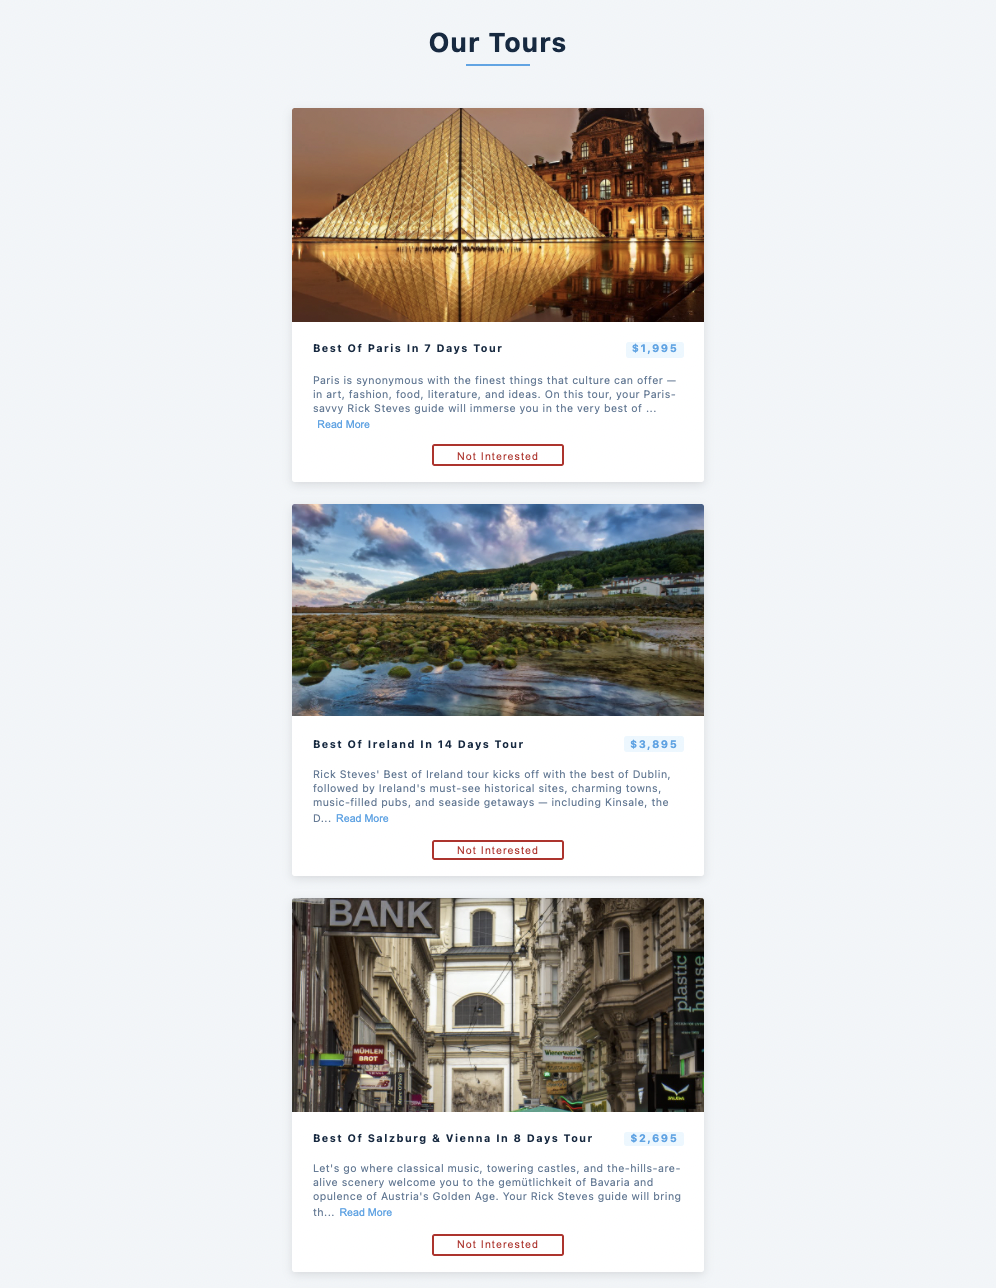 Our Tours
Best Of Paris In 7 Days Tour
$1,995
Paris is synonymous with the finest things that culture can offer —
in art, fashion, food, literature, and ideas. On this tour, your Paris-
savvy Rick Steves guide will immerse you in the very best of ...
Read More
Not Interested
Best Of Ireland In 14 Days Tour
$3,895
Rick Steves' Best of Ireland tour kicks off with the best of Dublin,
followed by Ireland's must-see historical sites, charming towns,
music-filled pubs, and seaside getaways — including Kinsale, the
D... Read More
Not Interested
BANK
plastic
house
MÜHLEN
BROT
Wienerwald
Best Of Salzburg & Vienna In 8 Days Tour
$2,695
Let's go where classical music, towering castles, and the-hills-are-
alive scenery welcome you to the gemütlichkeit of Bavaria and
opulence of Austria's Golden Age. Your Rick Steves guide will bring
th... Read More
Not Interested